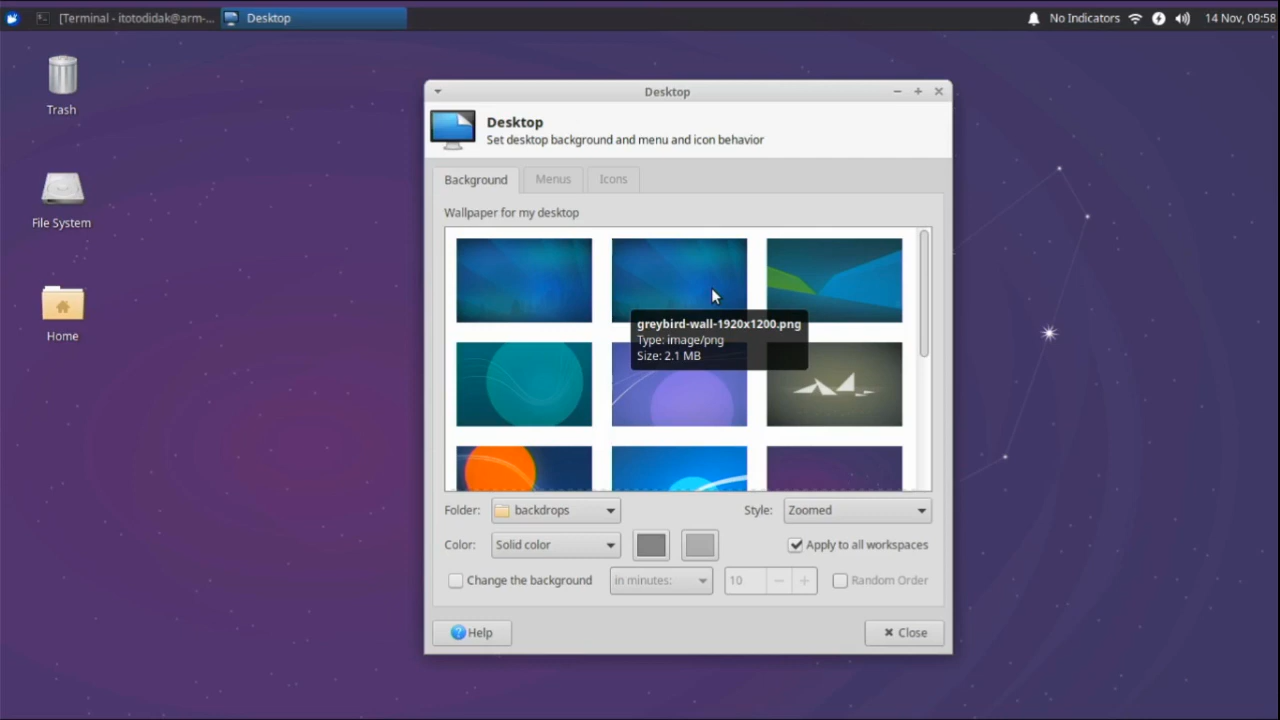 [Terminal - itotodidak@arm-...
Desktop
No Indicators
14 Nov, 09:58
Trash
File System
Home
Desktop
Desktop
Set desktop background and menu and icon behavior
Background
Menus
Icons
Wallpaper for my desktop
greybird-wall-1920x1200.png
Type: image/png
Size: 2.1 MB
Folder:
backdrops
Style:
Zoomed
Color:
Solid color
Apply to all workspaces
Change the background
in minutes:
10
Random Order
Help
Close